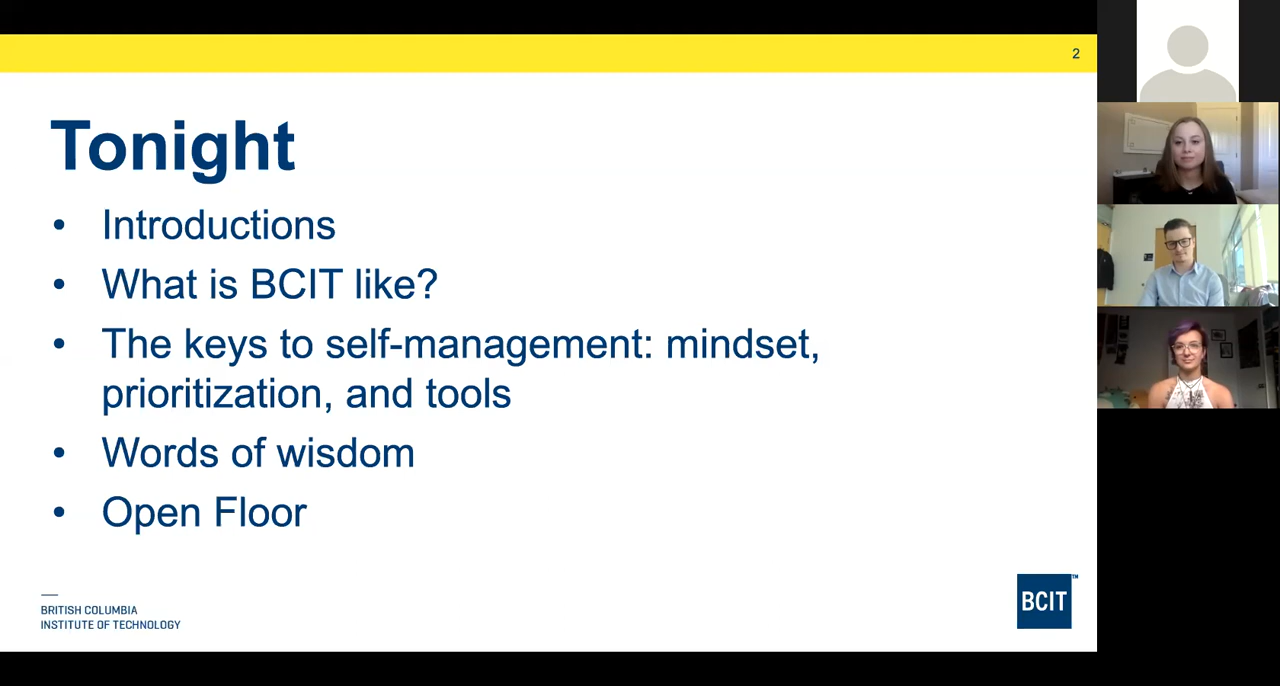 2
Tonight
• Introductions
• What is BCIT like?
• The keys to self-management: mindset,
prioritization, and tools
• Words of wisdom
• Open Floor
BRITISH COLUMBIA
INSTITUTE OF TECHNOLOGY
BCIT™